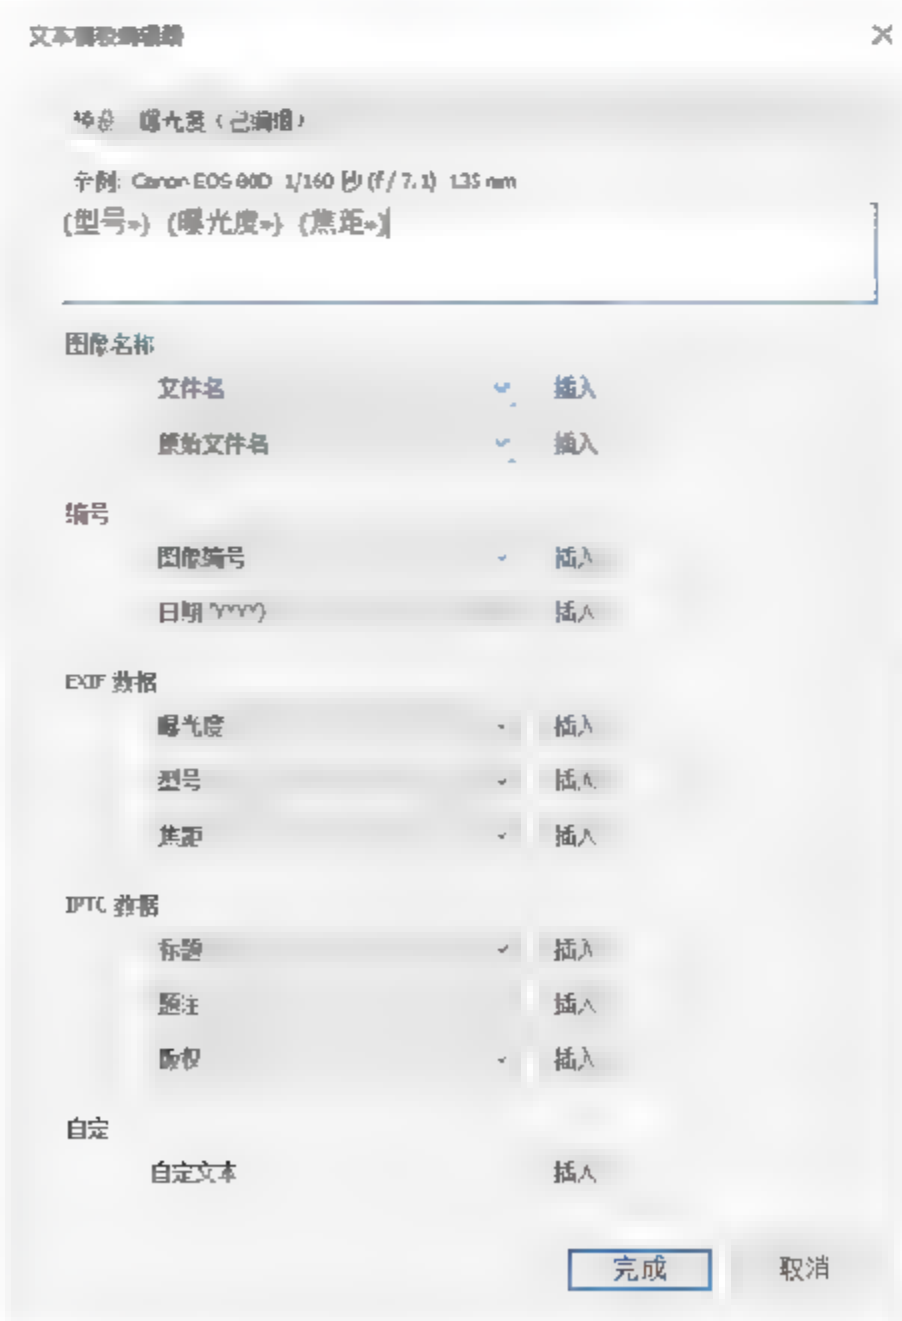 文本模板编辑器
预设 曝光度（已编辑）
示例: Canon EOS 80D 1/160 秒 (f / 7.1) 135 mm
{型号»} {曝光度»} {焦距»}
图像名称
文件名 插入
原始文件名 插入
编号
图像编号 插入
日期 (YYYY) 插入
EXIF 数据
曝光度 插入
型号 插入
焦距 插入
IPTC 数据
标题 插入
题注 插入
版权 插入
自定
自定文本 插入
完成 取消